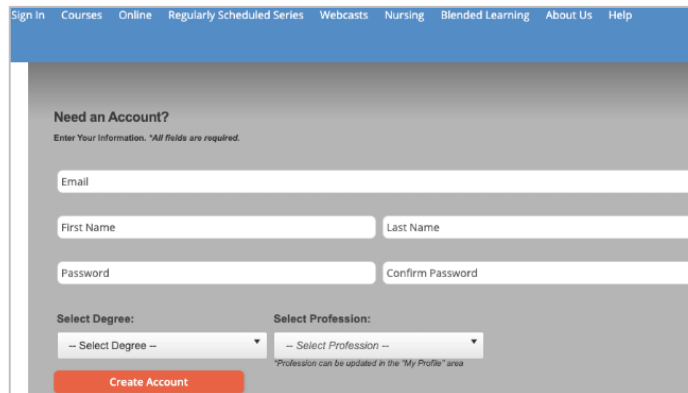 Sign In Courses Online Regularly Scheduled Series Webcasts Nursing Blended Learning About Us Help
Need an Account?
Enter Your Information. *All fields are required.
Email
First Name Last Name
Password Confirm Password
Select Degree: Select Profession:
-- Select Degree -- -- Select Profession --
*Profession can be updated in the "My Profile" area
Create Account